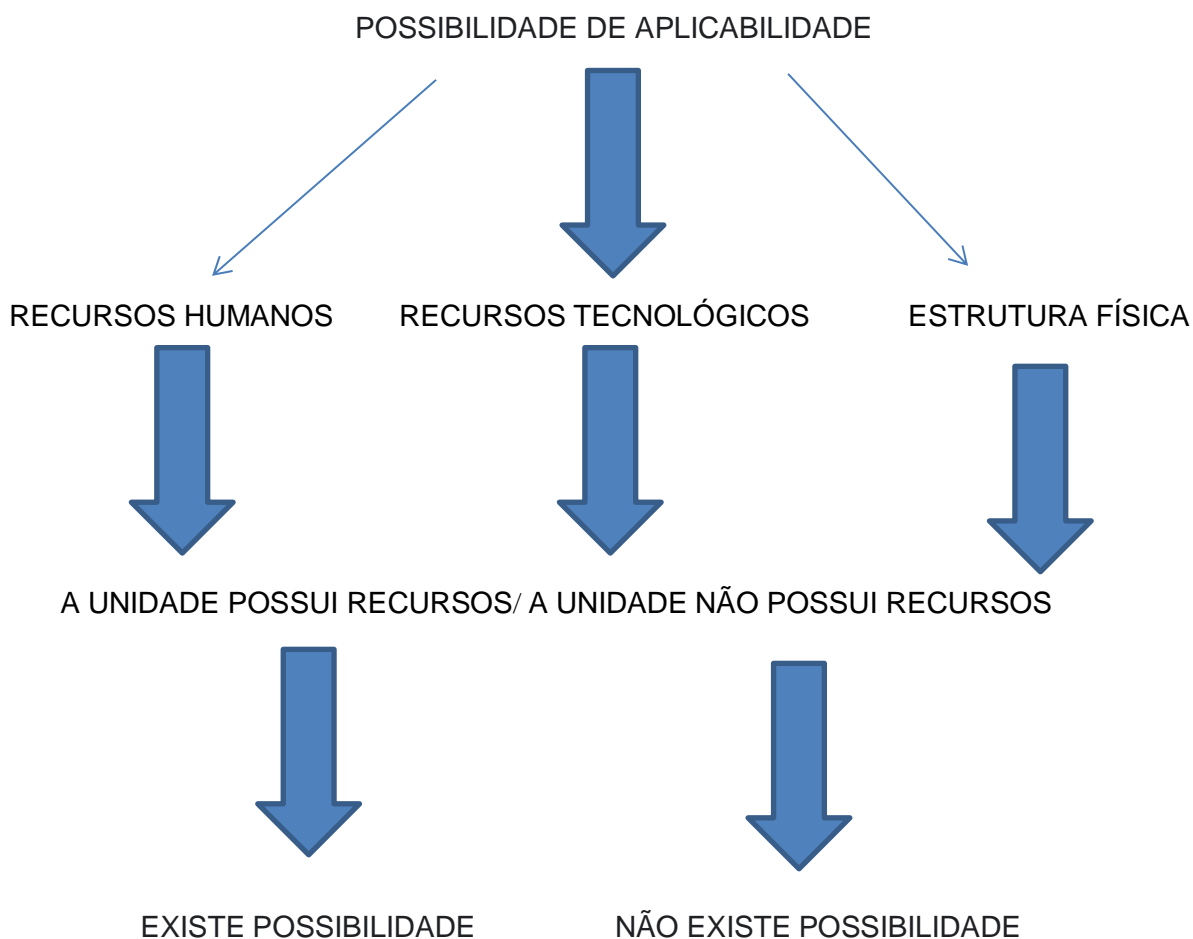 POSSIBILIDADE DE APLICABILIDADE
RECURSOS HUMANOS RECURSOS TECNOLÓGICOS ESTRUTURA FÍSICA
A UNIDADE POSSUI RECURSOS/ A UNIDADE NÃO POSSUI RECURSOS
EXISTE POSSIBILIDADE NÃO EXISTE POSSIBILIDADE